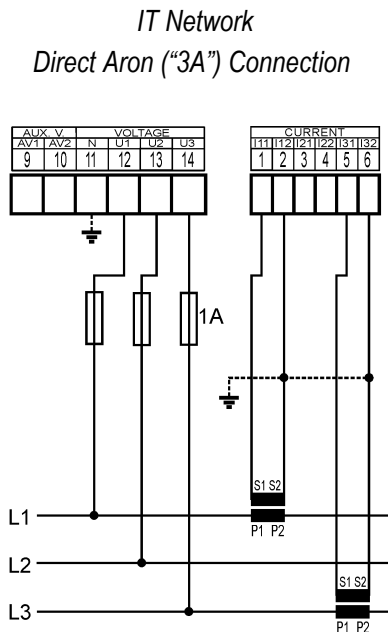 IT Network
Direct Aron (“3A”) Connection
AUX. V. VOLTAGE CURRENT
AV1 AV2 N U1 U2 U3 I11 I12 I21 I22 I31 I32
9 10 11 12 13 14 1 2 3 4 5 6
1A
S1 S2
L1
P1 P2
L2
S1 S2
L3
P1 P2